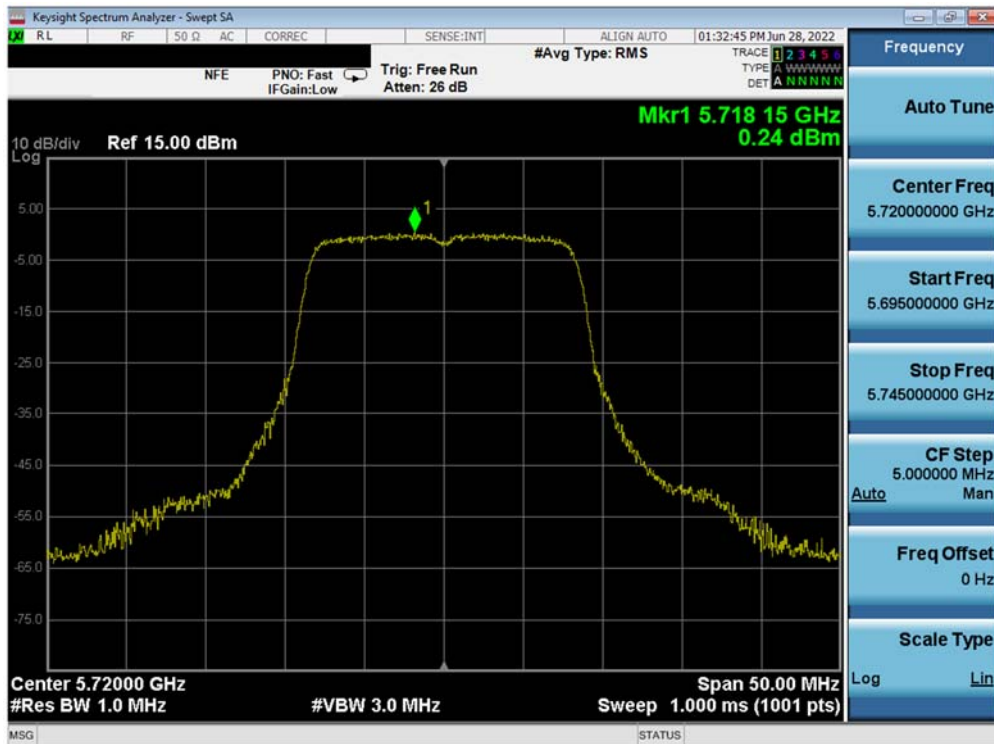 Keysight Spectrum Analyzer - Swept SA
LXI RL RF 50 Ω AC CORREC SENSE:INT ALIGN AUTO 01:32:45 PM Jun 28, 2022
NFE PNO: Fast Trig: Free Run #Avg Type: RMS TRACE 1 2 3 4 5 6
IFGain:Low Atten: 26 dB TYPE A W W W W W
DET A N N N N N
Mkr1 5.718 15 GHz
0.24 dBm
10 dB/div Ref 15.00 dBm
Log
1
5.00
-5.00
-15.0
-25.0
-35.0
-45.0
-55.0
-65.0
-75.0
Center 5.72000 GHz Span 50.00 MHz
#Res BW 1.0 MHz #VBW 3.0 MHz Sweep 1.000 ms (1001 pts)
MSG STATUS
Frequency
Auto Tune
Center Freq
5.720000000 GHz
Start Freq
5.695000000 GHz
Stop Freq
5.745000000 GHz
CF Step
5.000000 MHz
Auto Man
Freq Offset
0 Hz
Scale Type
Log Lin